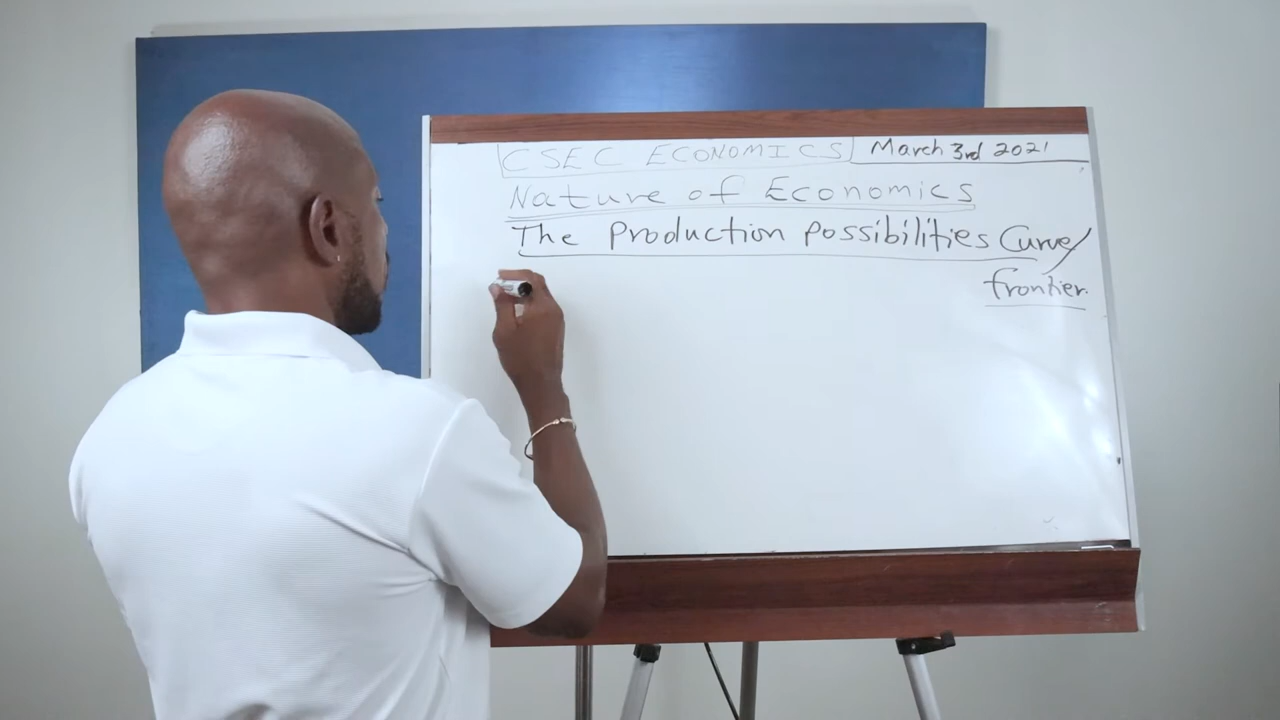 CSEC ECONOMICS March 3rd 2021
Nature of Economics
The Production possibilities Curve/
frontier.